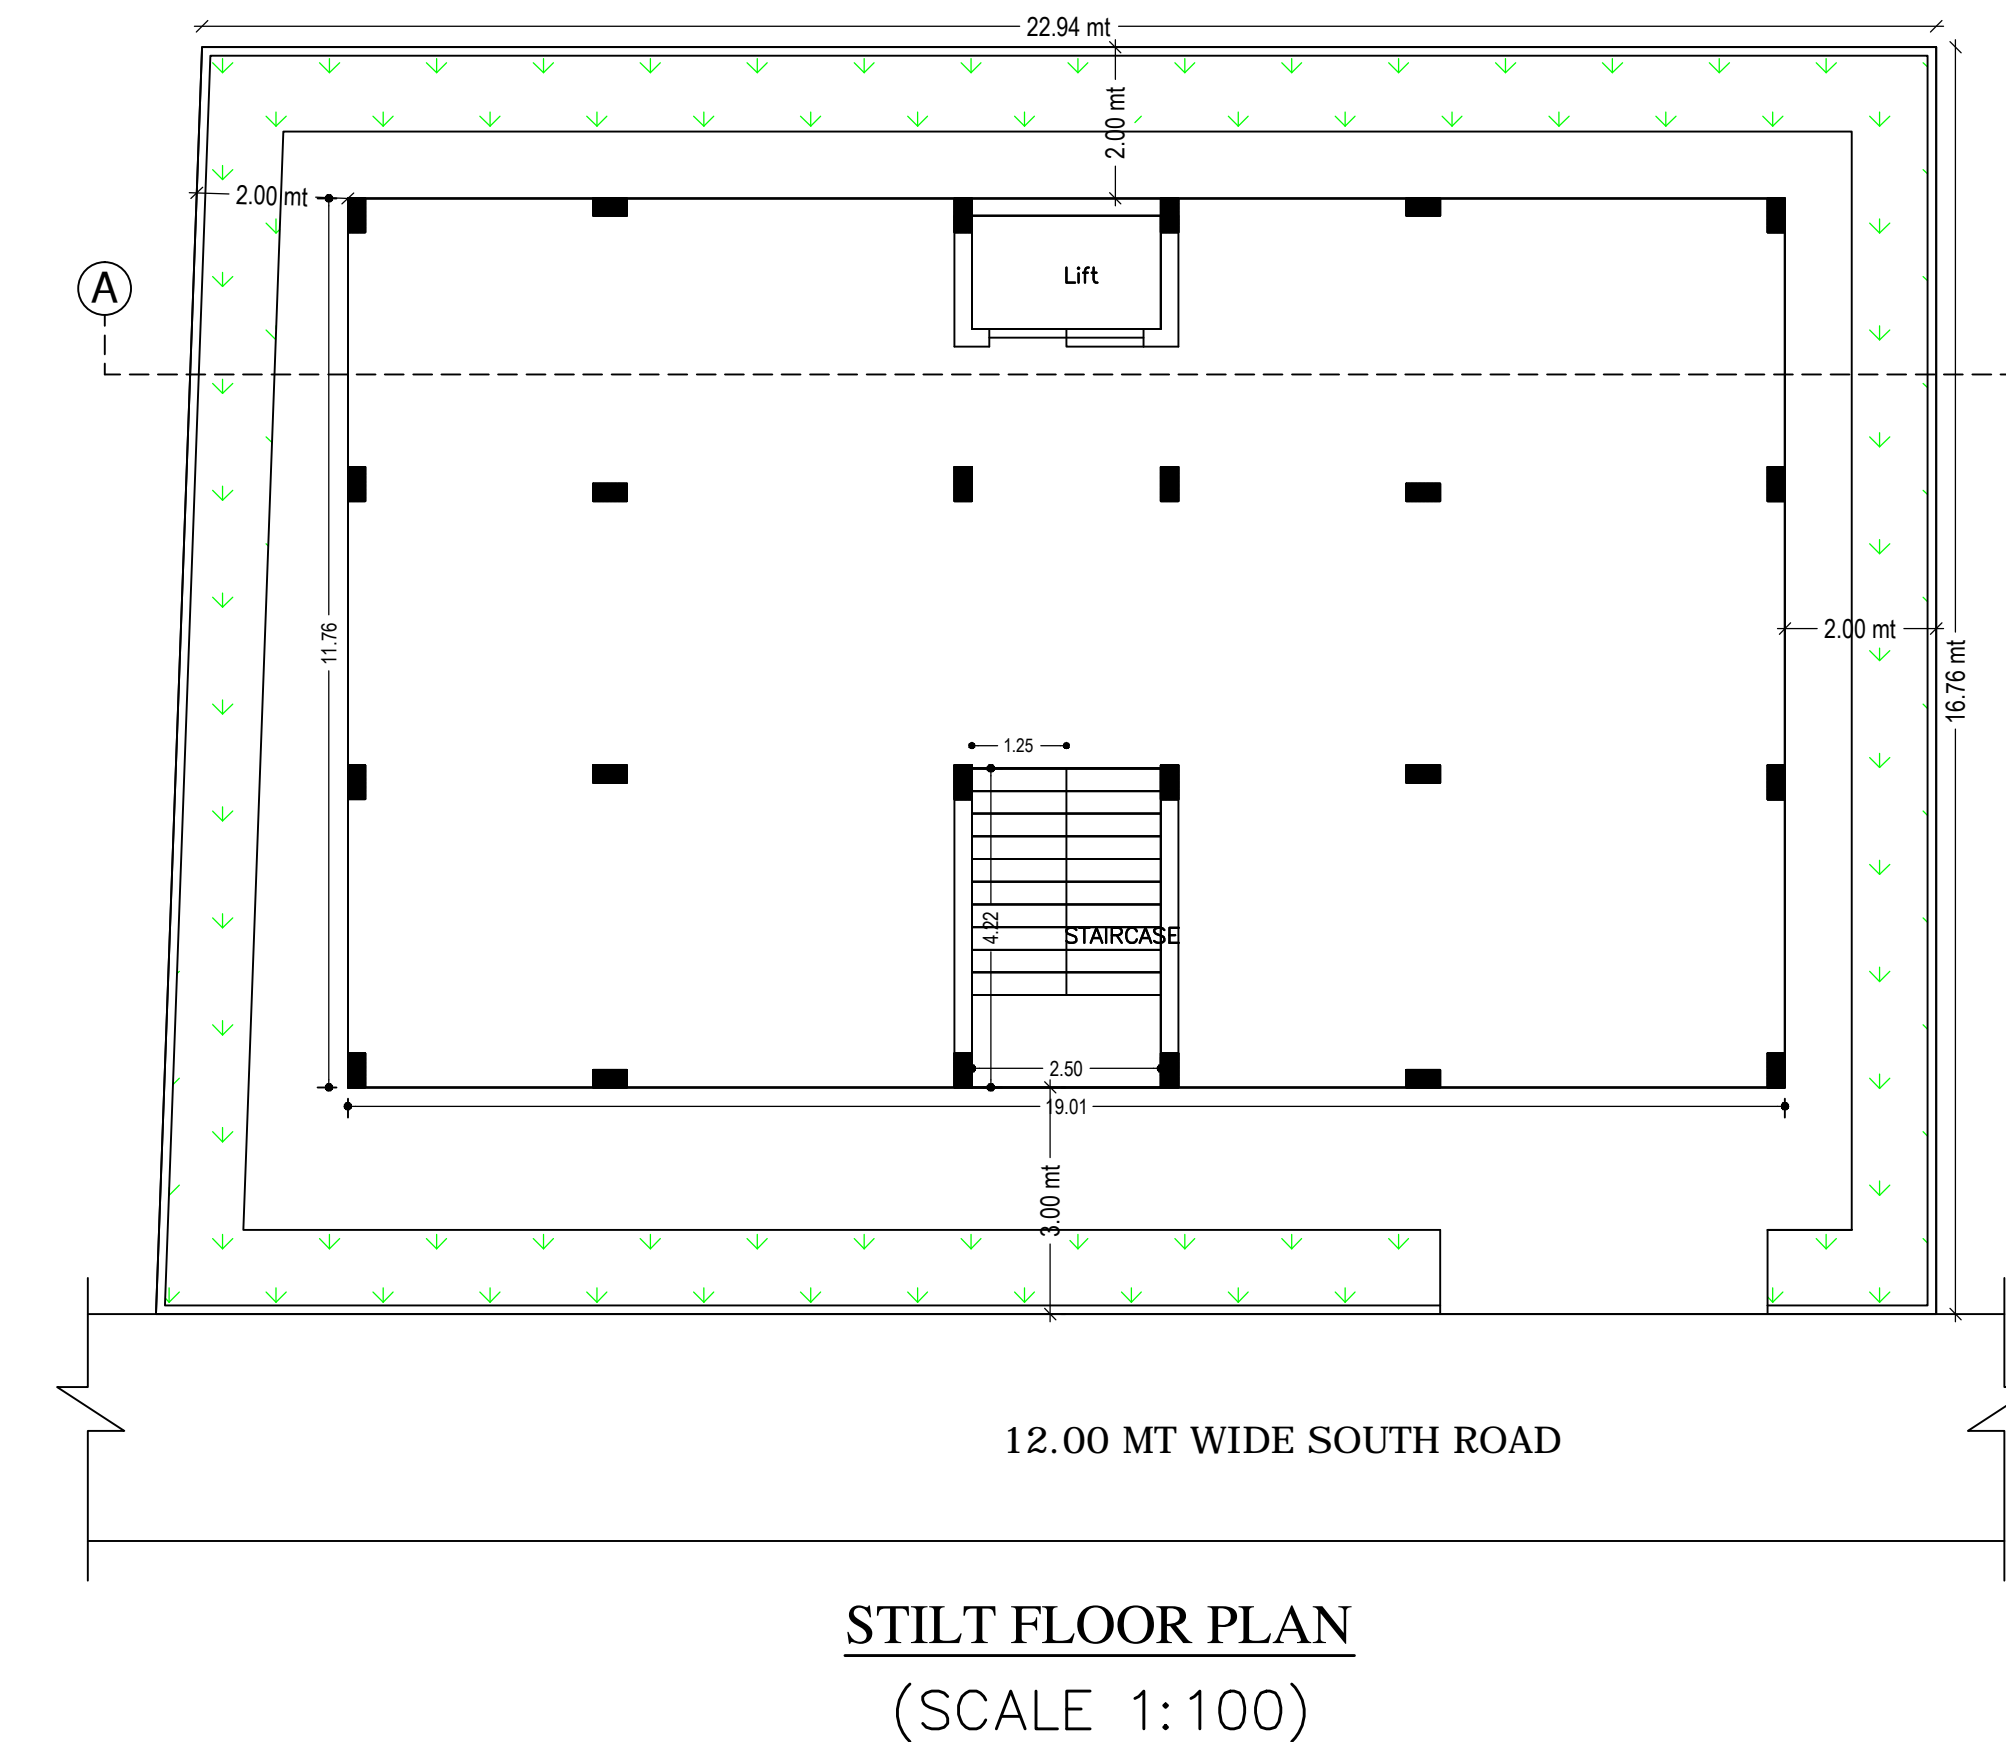 22.94 mt
2.00 mt
2.00 mt
Lift
A
11.76
2.00 mt
16.76 mt
1.25
4.22
STAIRCASE
2.50
19.01
3.00 mt
12.00 MT WIDE SOUTH ROAD
STILT FLOOR PLAN
(SCALE 1:100)